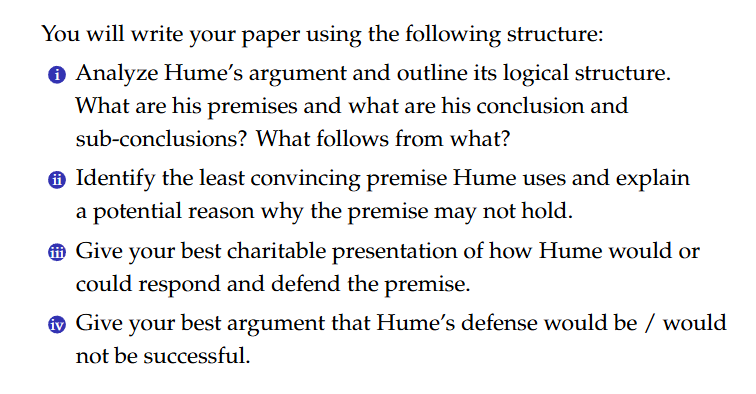 You will write your paper using the following structure:
i Analyze Hume's argument and outline its logical structure.
What are his premises and what are his conclusion and
sub-conclusions? What follows from what?
ii Identify the least convincing premise Hume uses and explain
a potential reason why the premise may not hold.
iii Give your best charitable presentation of how Hume would or
could respond and defend the premise.
iv Give your best argument that Hume's defense would be / would
not be successful.